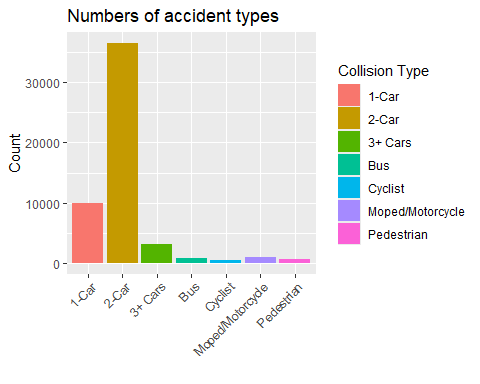 Numbers of accident types
Count
30000
20000
10000
0
1-Car
2-Car
3+ Cars
Bus
Cyclist
Moped/Motorcycle
Pedestrian
Collision Type
1-Car
2-Car
3+ Cars
Bus
Cyclist
Moped/Motorcycle
Pedestrian